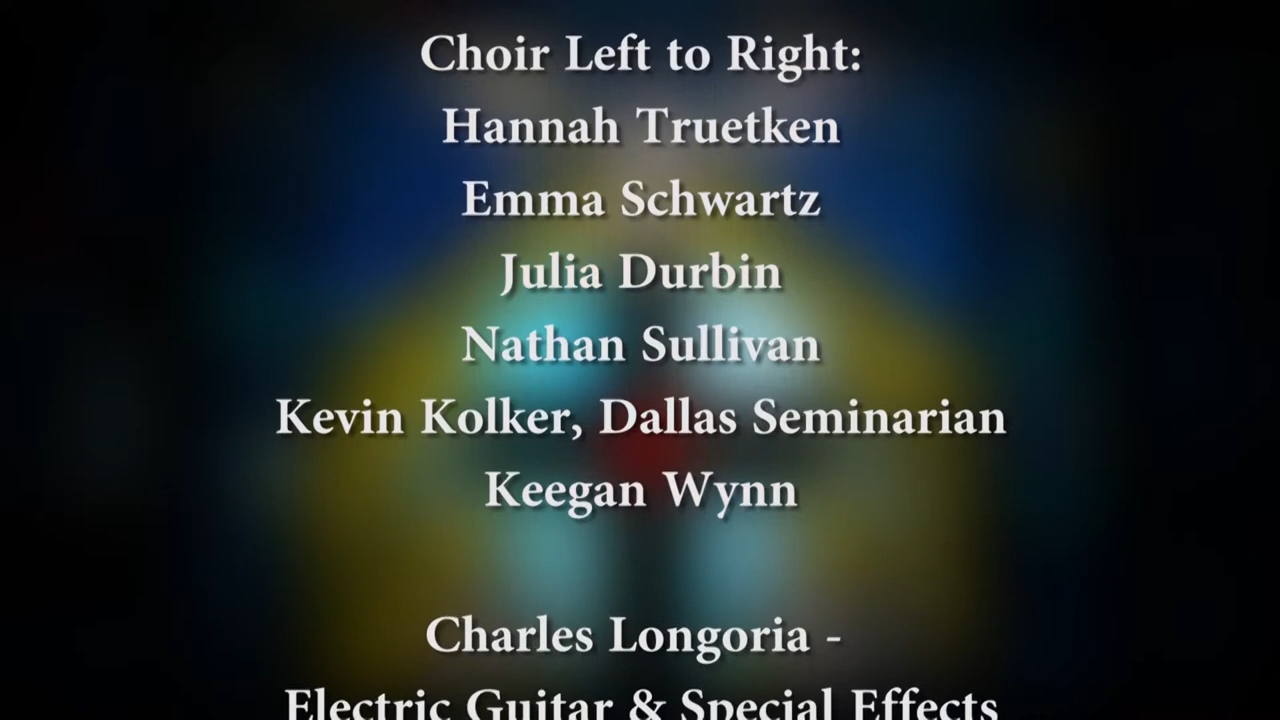 Choir Left to Right:
Hannah Truetken
Emma Schwartz
Julia Durbin
Nathan Sullivan
Kevin Kolker, Dallas Seminarian
Keegan Wynn
Charles Longoria -
Electric Guitar & Special Effects